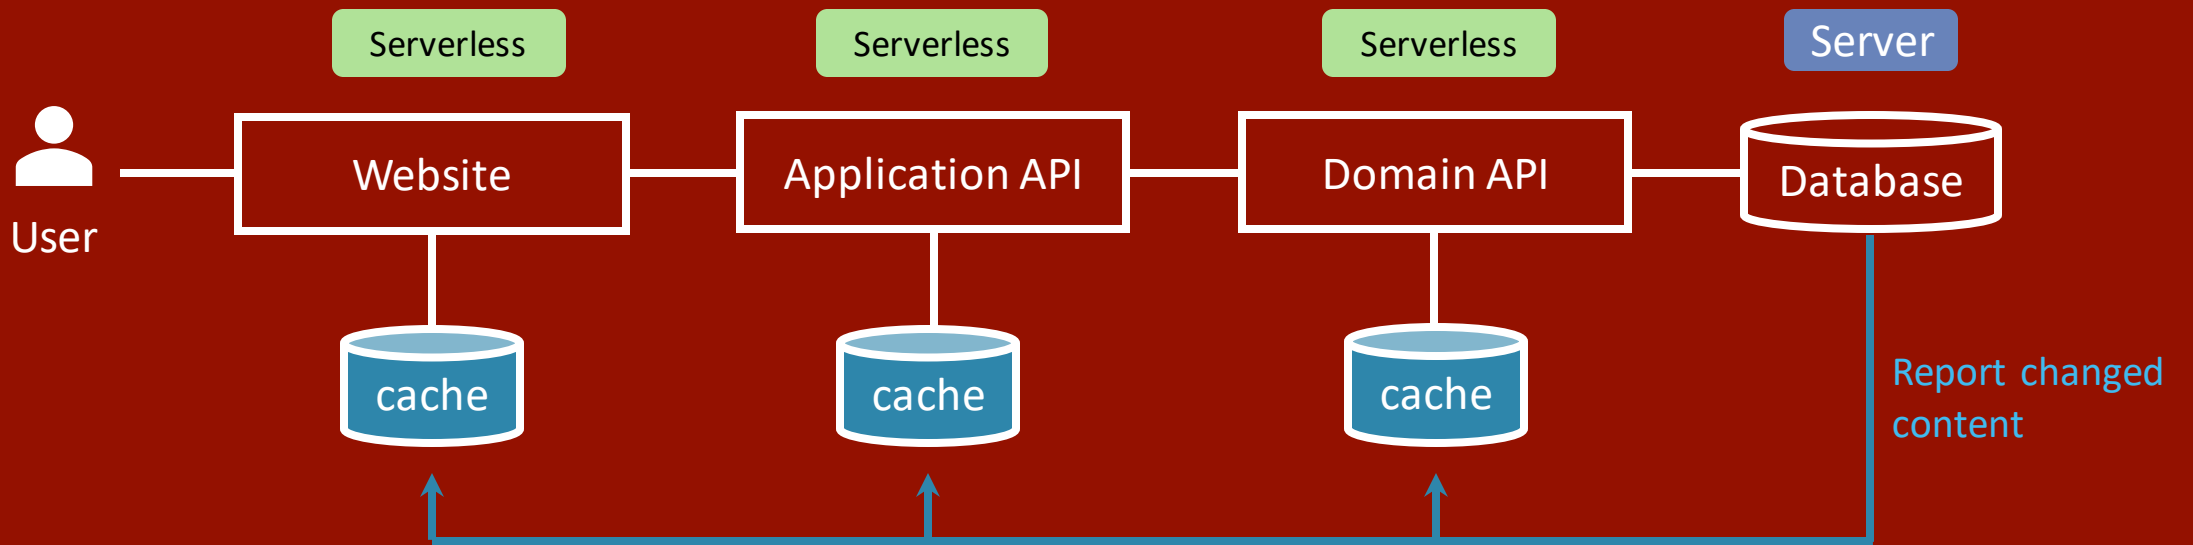 Serverless
Serverless
Serverless
Server
User
Website
Application API
Domain API
Database
cache
cache
cache
Report changed
content